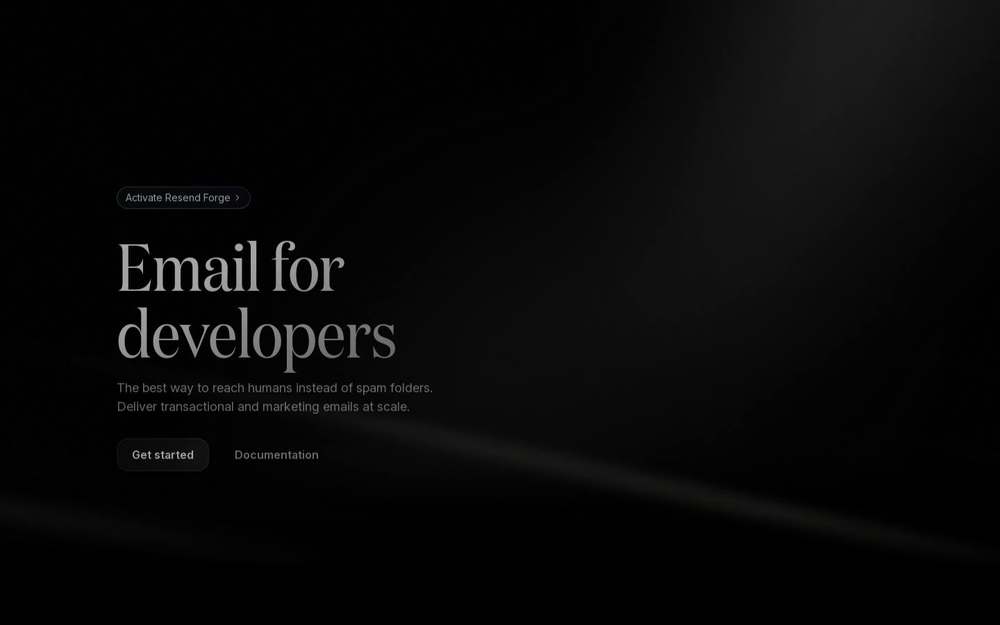 Activate Resend Forge
Email for
developers
The best way to reach humans instead of spam folders.
Deliver transactional and marketing emails at scale.
Get started
Documentation